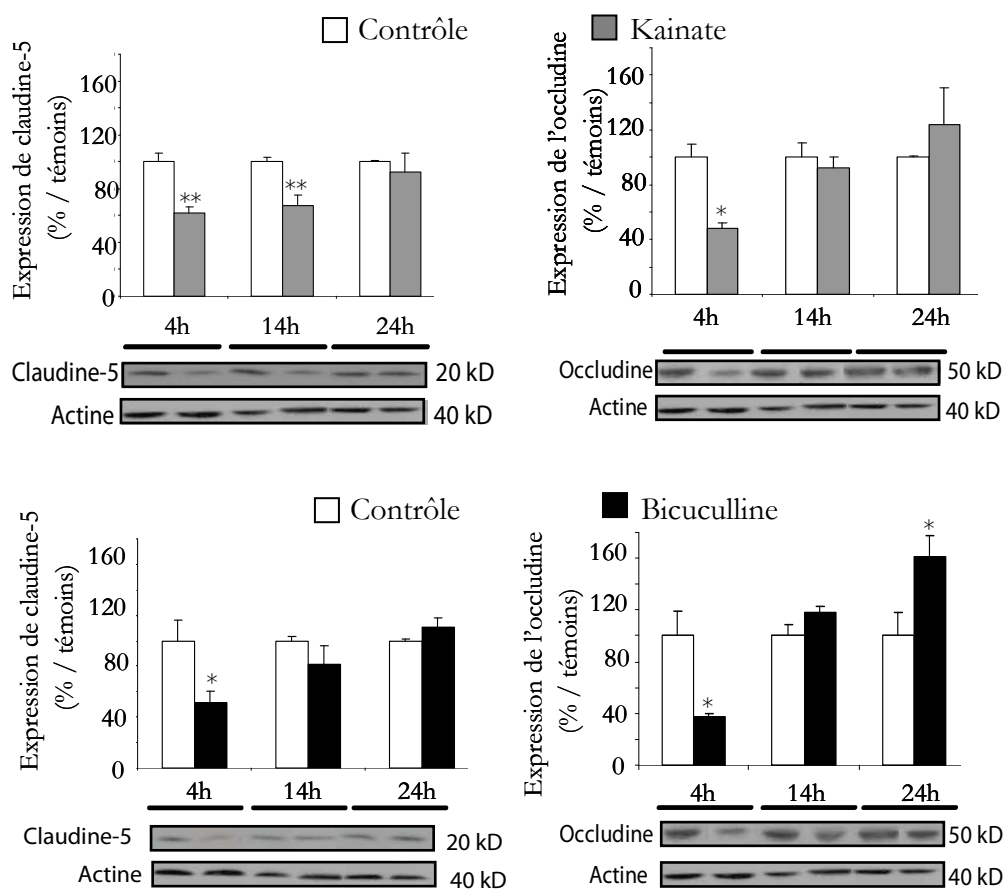 Contrôle
Kainate
Expression de claudine-5
(% / témoins)
160
120
80
40
0
**
**
4h
14h
24h
Claudine-5
20 kD
Actine
40 kD
Expression de l'occludine
(% / témoins)
160
120
80
40
0
*
4h
14h
24h
Occludine
50 kD
Actine
40 kD
Contrôle
Bicuculline
Expression de claudine-5
(% / témoins)
160
120
80
40
0
*
4h
14h
24h
Claudine-5
20 kD
Actine
40 kD
Expression de l'occludine
(% / témoins)
160
120
80
40
0
*
*
4h
14h
24h
Occludine
50 kD
Actine
40 kD